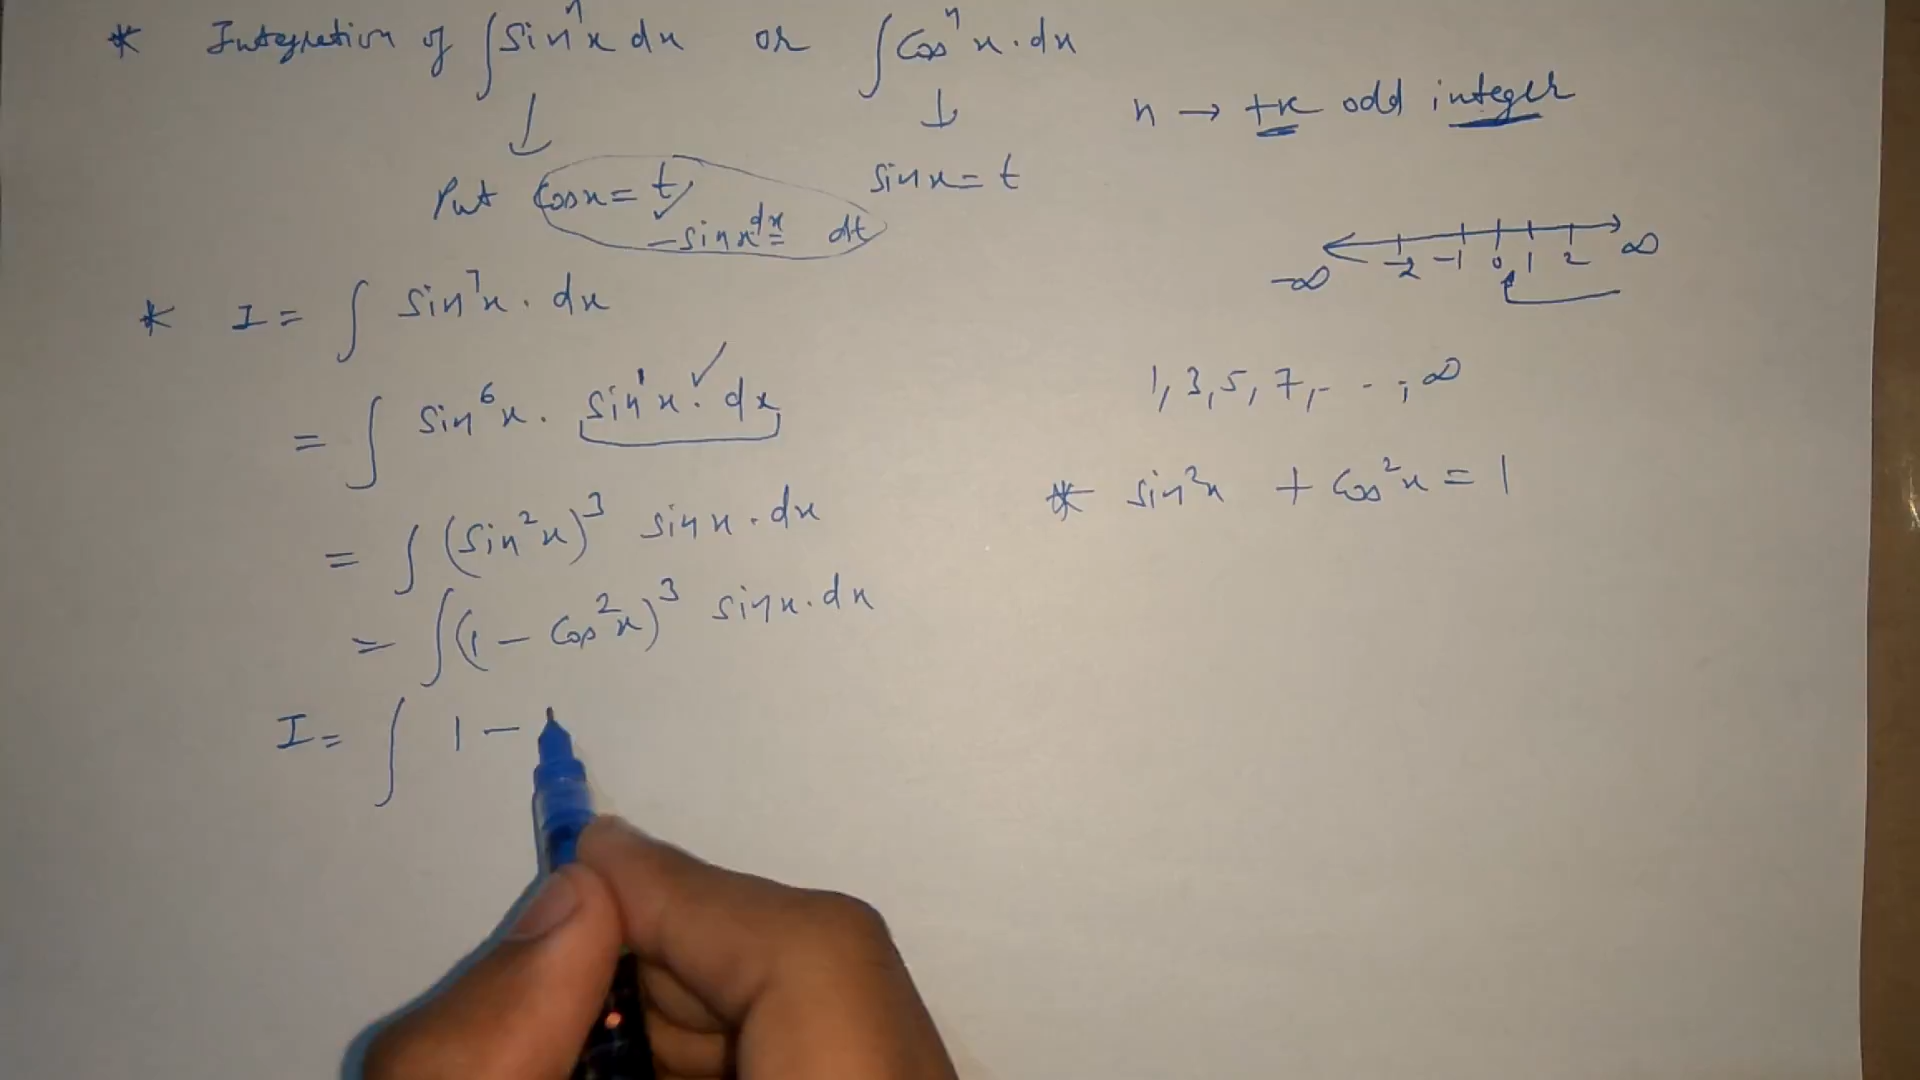 * Integration of ∫ sinⁿx dx or ∫ cosⁿx . dx
n → +ve odd integer
Put cosx = t
-sinx dx = dt
sinx = t
-∞ -2 -1 0 1 2 ∞
* I = ∫ sin⁷x . dx
= ∫ sin⁶x . sin¹x . dx
1, 3, 5, 7, . . . , ∞
= ∫ (sin²x)³ sinx . dx
* sin²x + cos²x = 1
= ∫ (1 - cos²x)³ sinx . dx
I = ∫ 1 -